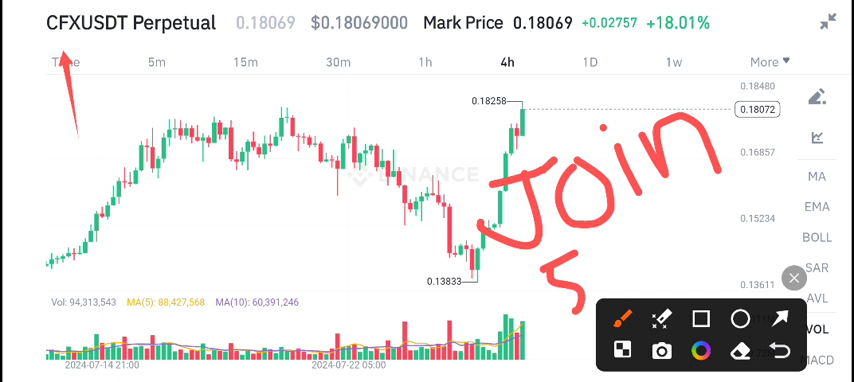 CFXUSDT Perpetual 0.18069 $0.18069000 Mark Price 0.18069 +0.02757 +18.01%
5m 15m 30m 1h 4h 1D 1w More
0.18480
0.18258
0.18072
0.16857
BINANCE
Join
MA
EMA
0.15234
BOLL
5
SAR
0.13833
0.13611
AVL
Vol: 94,313,543 MA(5): 88,427,568 MA(10): 60,391,246
VOL
MACD
2024-07-14 21:00 2024-07-22 05:00